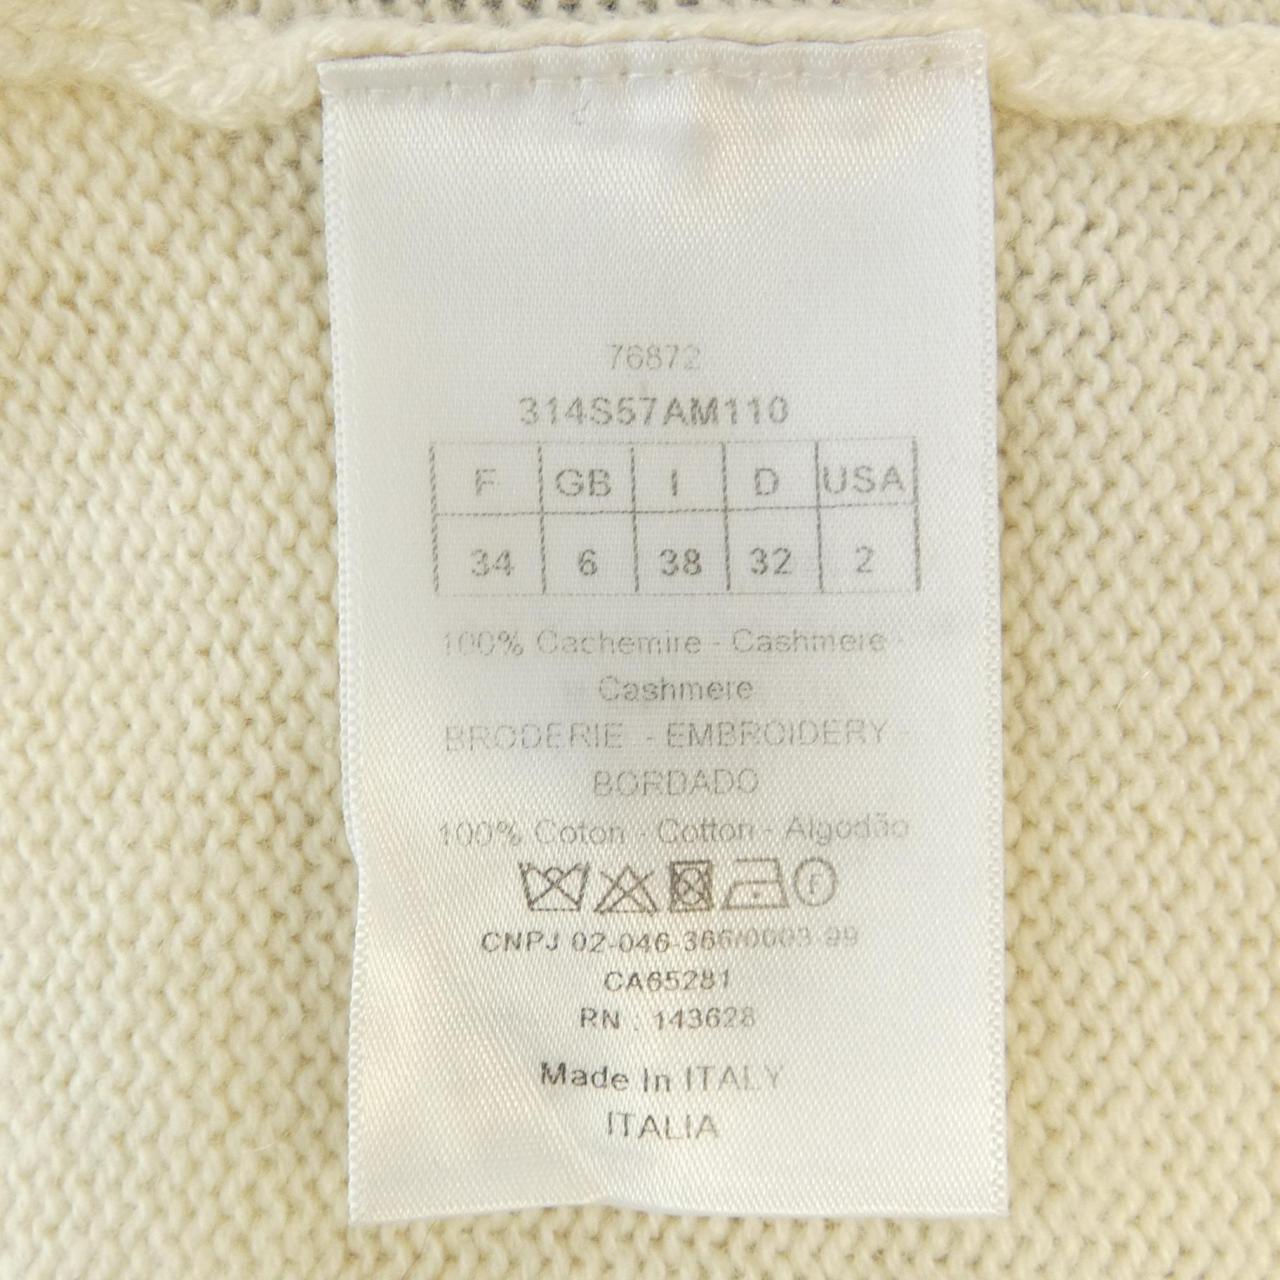 76872
314S57AM110
F GB I D USA
34 6 38 32 2
100% Cachemire - Cashmere -
Cashmere
BRODERIE - EMBROIDERY -
BORDADO
100% Coton - Cotton - Algodão
F
CNPJ 02-046-366/0003-99
CA65281
RN : 143628
Made In ITALY
ITALIA